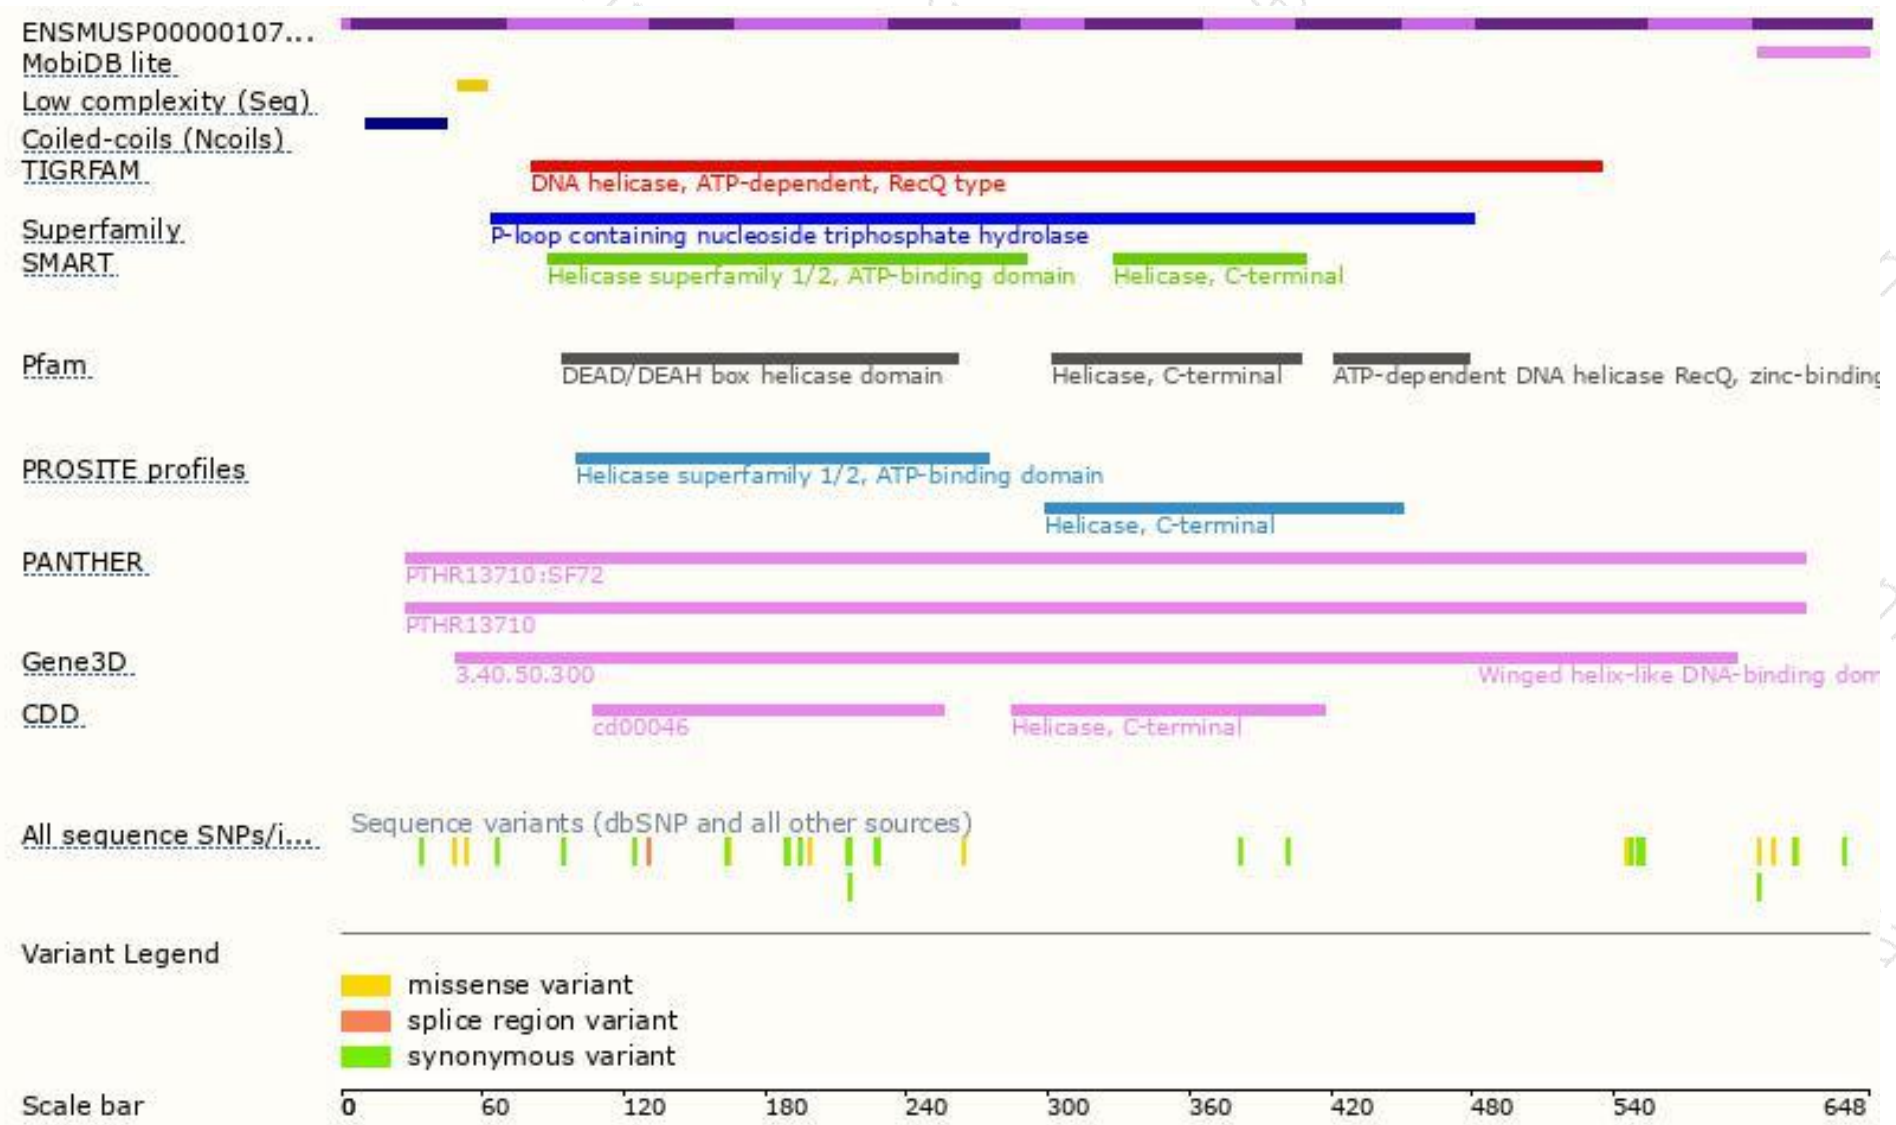 ENSMUSP00000107...
MobiDB lite
Low complexity (Seg)
Coiled-coils (Ncoils)
TIGRFAM
DNA helicase, ATP-dependent, RecQ type
Superfamily
P-loop containing nucleoside triphosphate hydrolase
SMART
Helicase superfamily 1/2, ATP-binding domain Helicase, C-terminal
Pfam
DEAD/DEAH box helicase domain Helicase, C-terminal ATP-dependent DNA helicase RecQ, zinc-binding
PROSITE profiles
Helicase superfamily 1/2, ATP-binding domain
Helicase, C-terminal
PANTHER
PTHR13710:SF72
PTHR13710
Gene3D
3.40.50.300 Winged helix-like DNA-binding dom
CDD
cd00046 Helicase, C-terminal
All sequence SNPs/i... Sequence variants (dbSNP and all other sources)
Variant Legend
missense variant
splice region variant
synonymous variant
Scale bar 0 60 120 180 240 300 360 420 480 540 648